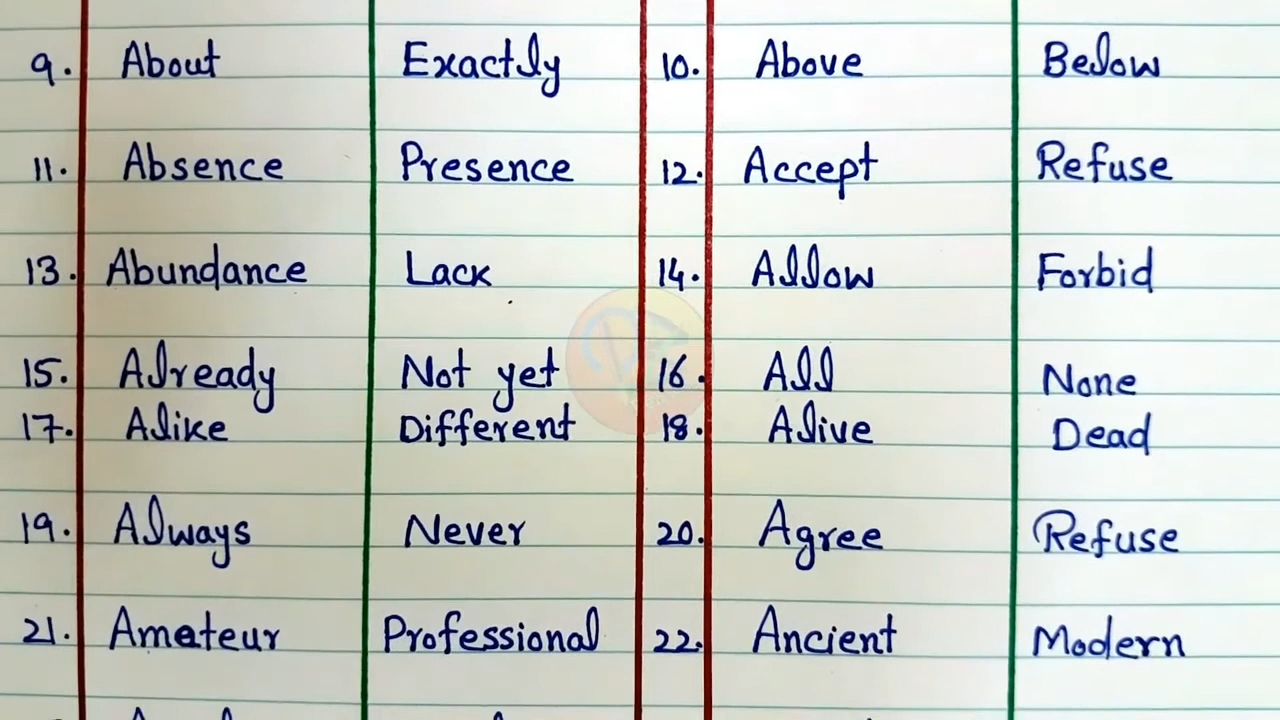 9. About Exactly 10. Above Below
11. Absence Presence 12. Accept Refuse
13. Abundance Lack 14. Allow Forbid
15. Already Not yet 16. All None
17. Alike Different 18. Alive Dead
19. Always Never 20. Agree Refuse
21. Amateur Professional 22. Ancient Modern